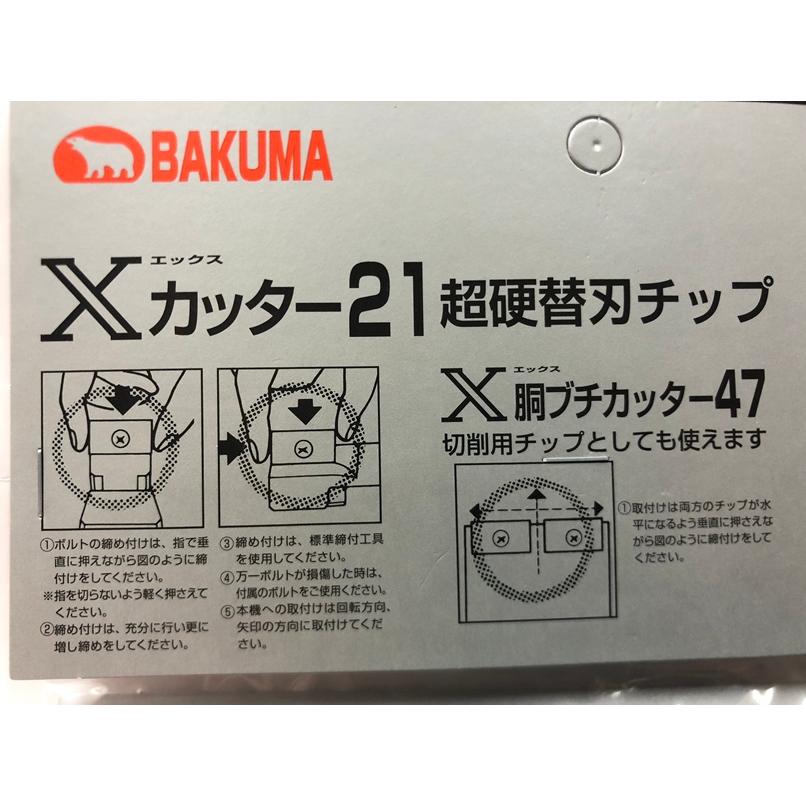 BAKUMA
エックス
Xカッター21超硬替刃チップ
エックス
X胴ブチカッター47
切削用チップとしても使えます
①ボルトの締め付けは、指で垂
直に押えながら図のように締
付けをしてください。
※指を切らないよう軽く押さえて
ください。
②締め付けは、充分に行い更に
増し締めをしてください。
③締め付けは、標準締付工具
を使用してください。
④万一ボルトが損傷した時は、
付属のボルトをご使用ください。
⑤本機への取付けは回転方向、
矢印の方向に取付けてくだ
さい。
①取付けは両方のチップが水
平になるよう垂直に押さえな
がら図のように締付けをして
ください。